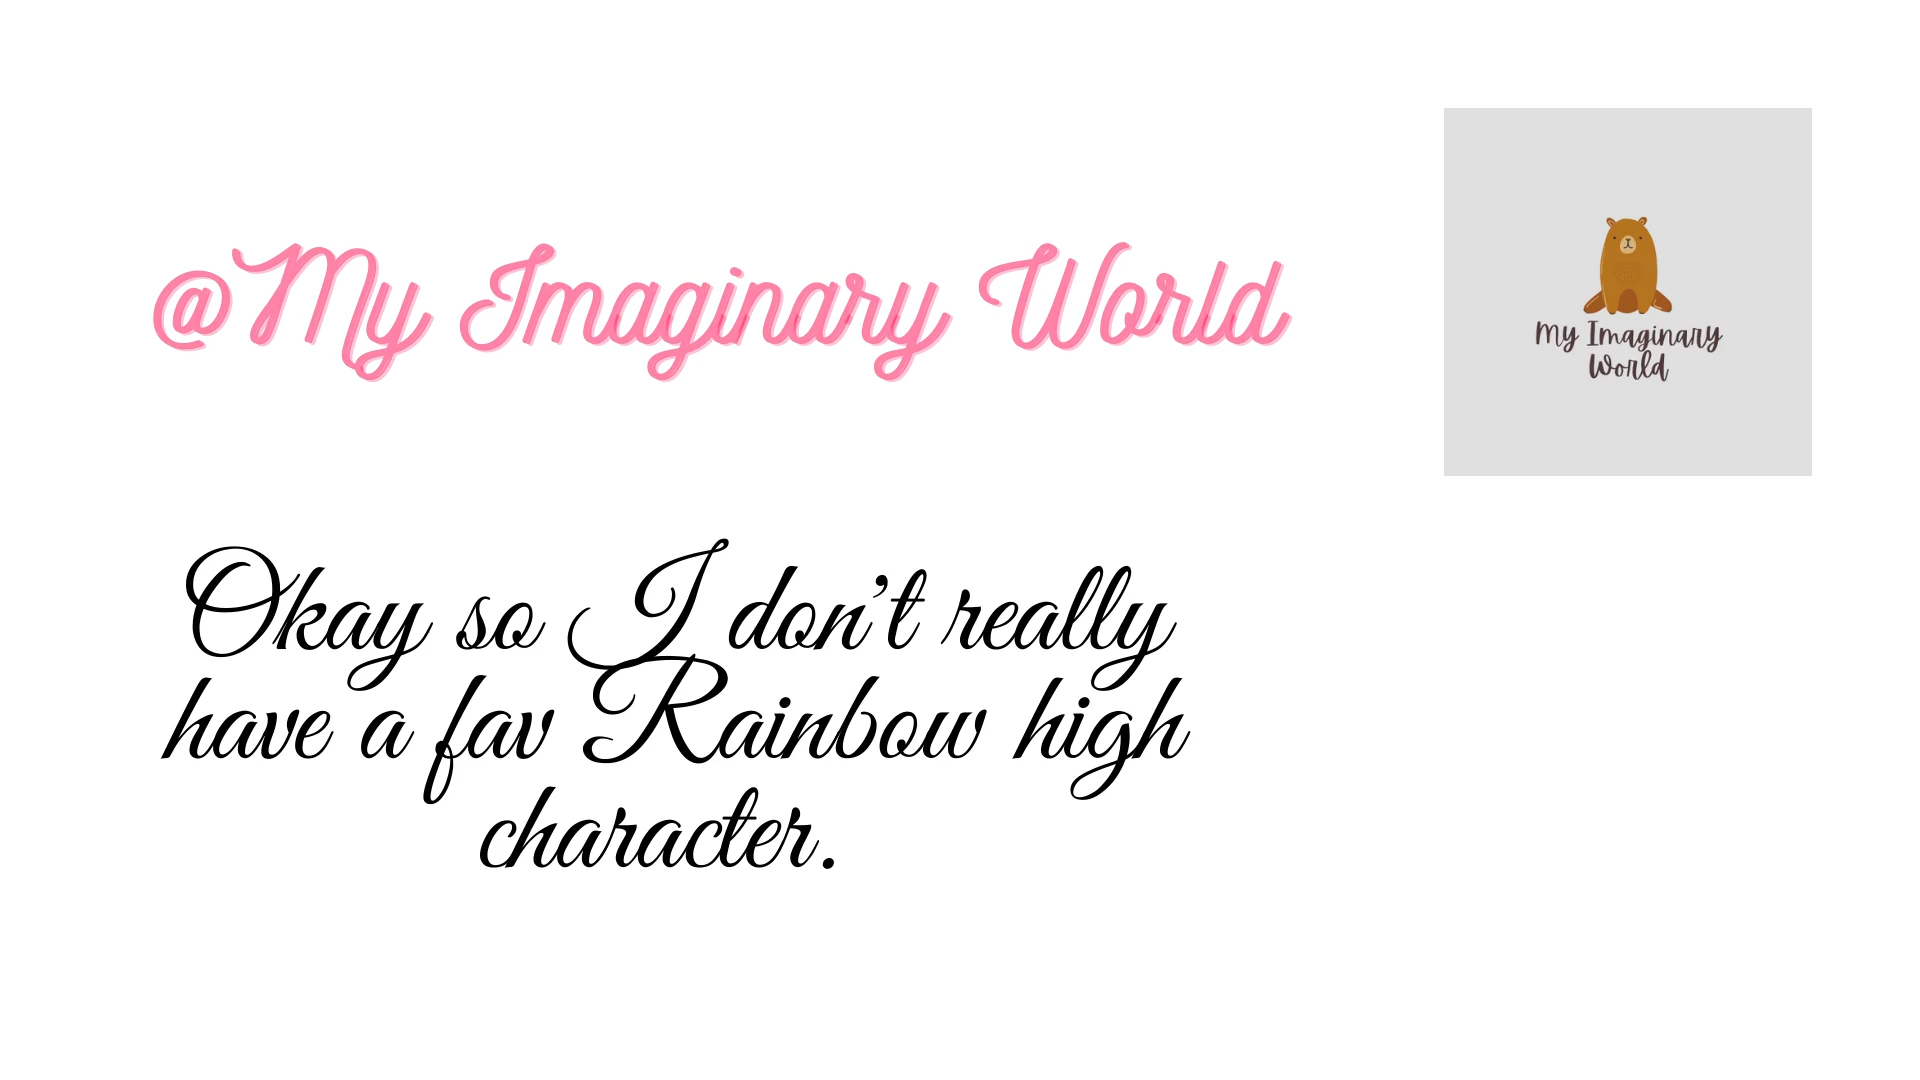 @My Imaginary World
My Imaginary
World
Okay so I don't really
have a fav Rainbow high
character.